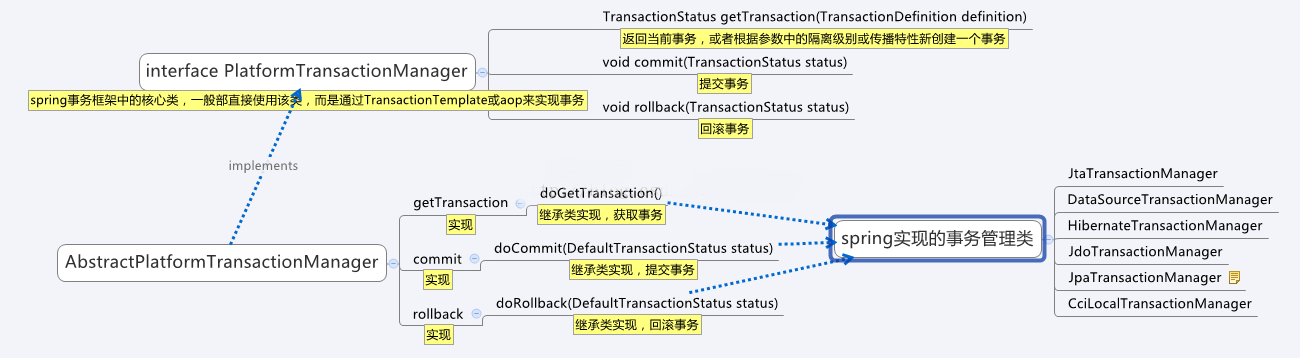 TransactionStatus getTransaction(TransactionDefinition definition)
返回当前事务，或者根据参数中的隔离级别或传播特性新创建一个事务
interface PlatformTransactionManager
void commit(TransactionStatus status)
提交事务
spring事务框架中的核心类，一般部直接使用该类，而是通过TransactionTemplate或aop来实现事务
void rollback(TransactionStatus status)
回滚事务
implements
AbstractPlatformTransactionManager
getTransaction
实现
doGetTransaction()
继承类实现，获取事务
commit
实现
doCommit(DefaultTransactionStatus status)
继承类实现，提交事务
rollback
实现
doRollback(DefaultTransactionStatus status)
继承类实现，回滚事务
spring实现的事务管理类
JtaTransactionManager
DataSourceTransactionManager
HibernateTransactionManager
JdoTransactionManager
JpaTransactionManager
CciLocalTransactionManager